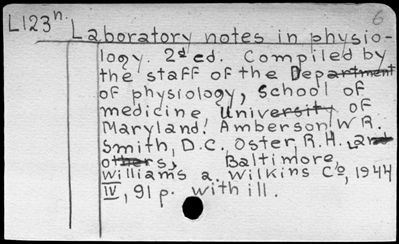 L123n.
6
Laboratory notes in physio-
logy. 2d ed. Compiled by
the staff of the Department
of physiology, School of
medicine, University of
Maryland. Amberson, W.R.
Smith, D.C., Oster, R.H. and
others, Baltimore,
Williams a. Wilkins Co, 1944
IV, 91 p. with ill.